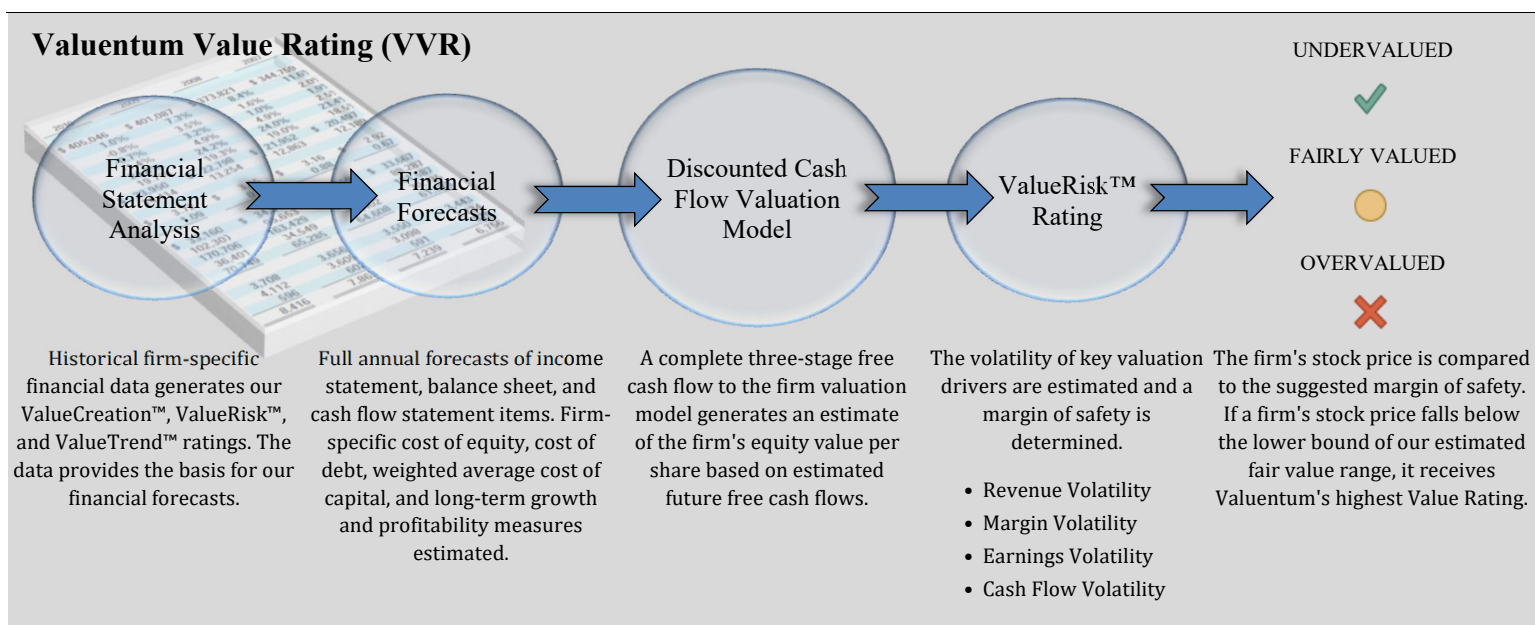 Valuentum Value Rating (VVR)
Financial
Statement
Analysis
Financial
Forecasts
Discounted Cash
Flow Valuation
Model
ValueRisk™
Rating
UNDERVALUED
FAIRLY VALUED
OVERVALUED
Historical firm-specific
financial data generates our
ValueCreation™, ValueRisk™,
and ValueTrend™ ratings. The
data provides the basis for our
financial forecasts.
Full annual forecasts of income
statement, balance sheet, and
cash flow statement items. Firm-
specific cost of equity, cost of
debt, weighted average cost of
capital, and long-term growth
and profitability measures
estimated.
A complete three-stage free
cash flow to the firm valuation
model generates an estimate
of the firm's equity value per
share based on estimated
future free cash flows.
The volatility of key valuation
drivers are estimated and a
margin of safety is
determined.
• Revenue Volatility
• Margin Volatility
• Earnings Volatility
• Cash Flow Volatility
The firm's stock price is compared
to the suggested margin of safety.
If a firm's stock price falls below
the lower bound of our estimated
fair value range, it receives
Valuentum's highest Value Rating.